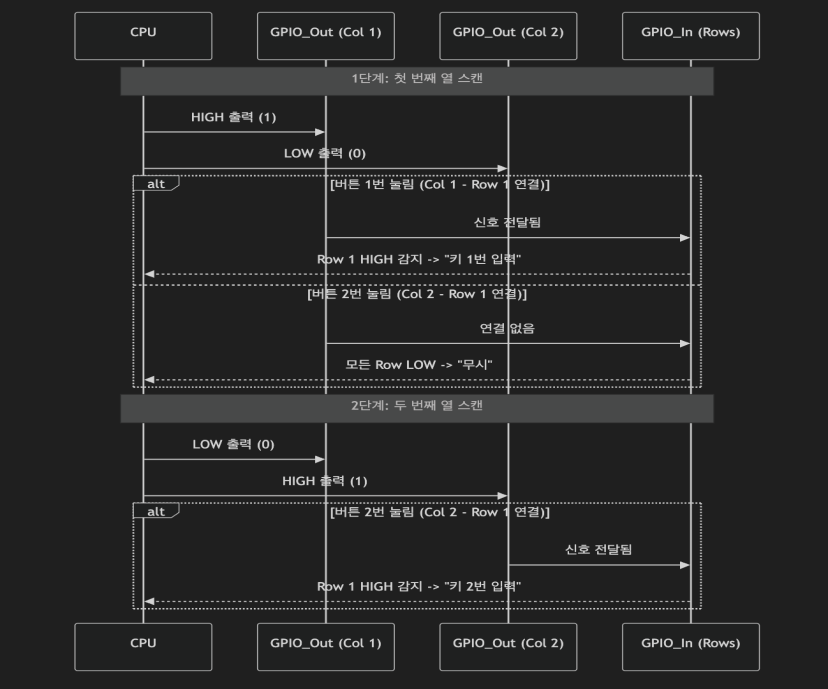 CPU
GPIO_Out (Col 1)
GPIO_Out (Col 2)
GPIO_In (Rows)
1단계: 첫 번째 열 스캔
HIGH 출력 (1)
LOW 출력 (0)
alt
[버튼 1번 눌림 (Col 1 - Row 1 연결)]
신호 전달됨
Row 1 HIGH 감지 -> "키 1번 입력"
[버튼 2번 눌림 (Col 2 - Row 1 연결)]
연결 없음
모든 Row LOW -> "무시"
2단계: 두 번째 열 스캔
LOW 출력 (0)
HIGH 출력 (1)
alt
[버튼 2번 눌림 (Col 2 - Row 1 연결)]
신호 전달됨
Row 1 HIGH 감지 -> "키 2번 입력"
CPU
GPIO_Out (Col 1)
GPIO_Out (Col 2)
GPIO_In (Rows)